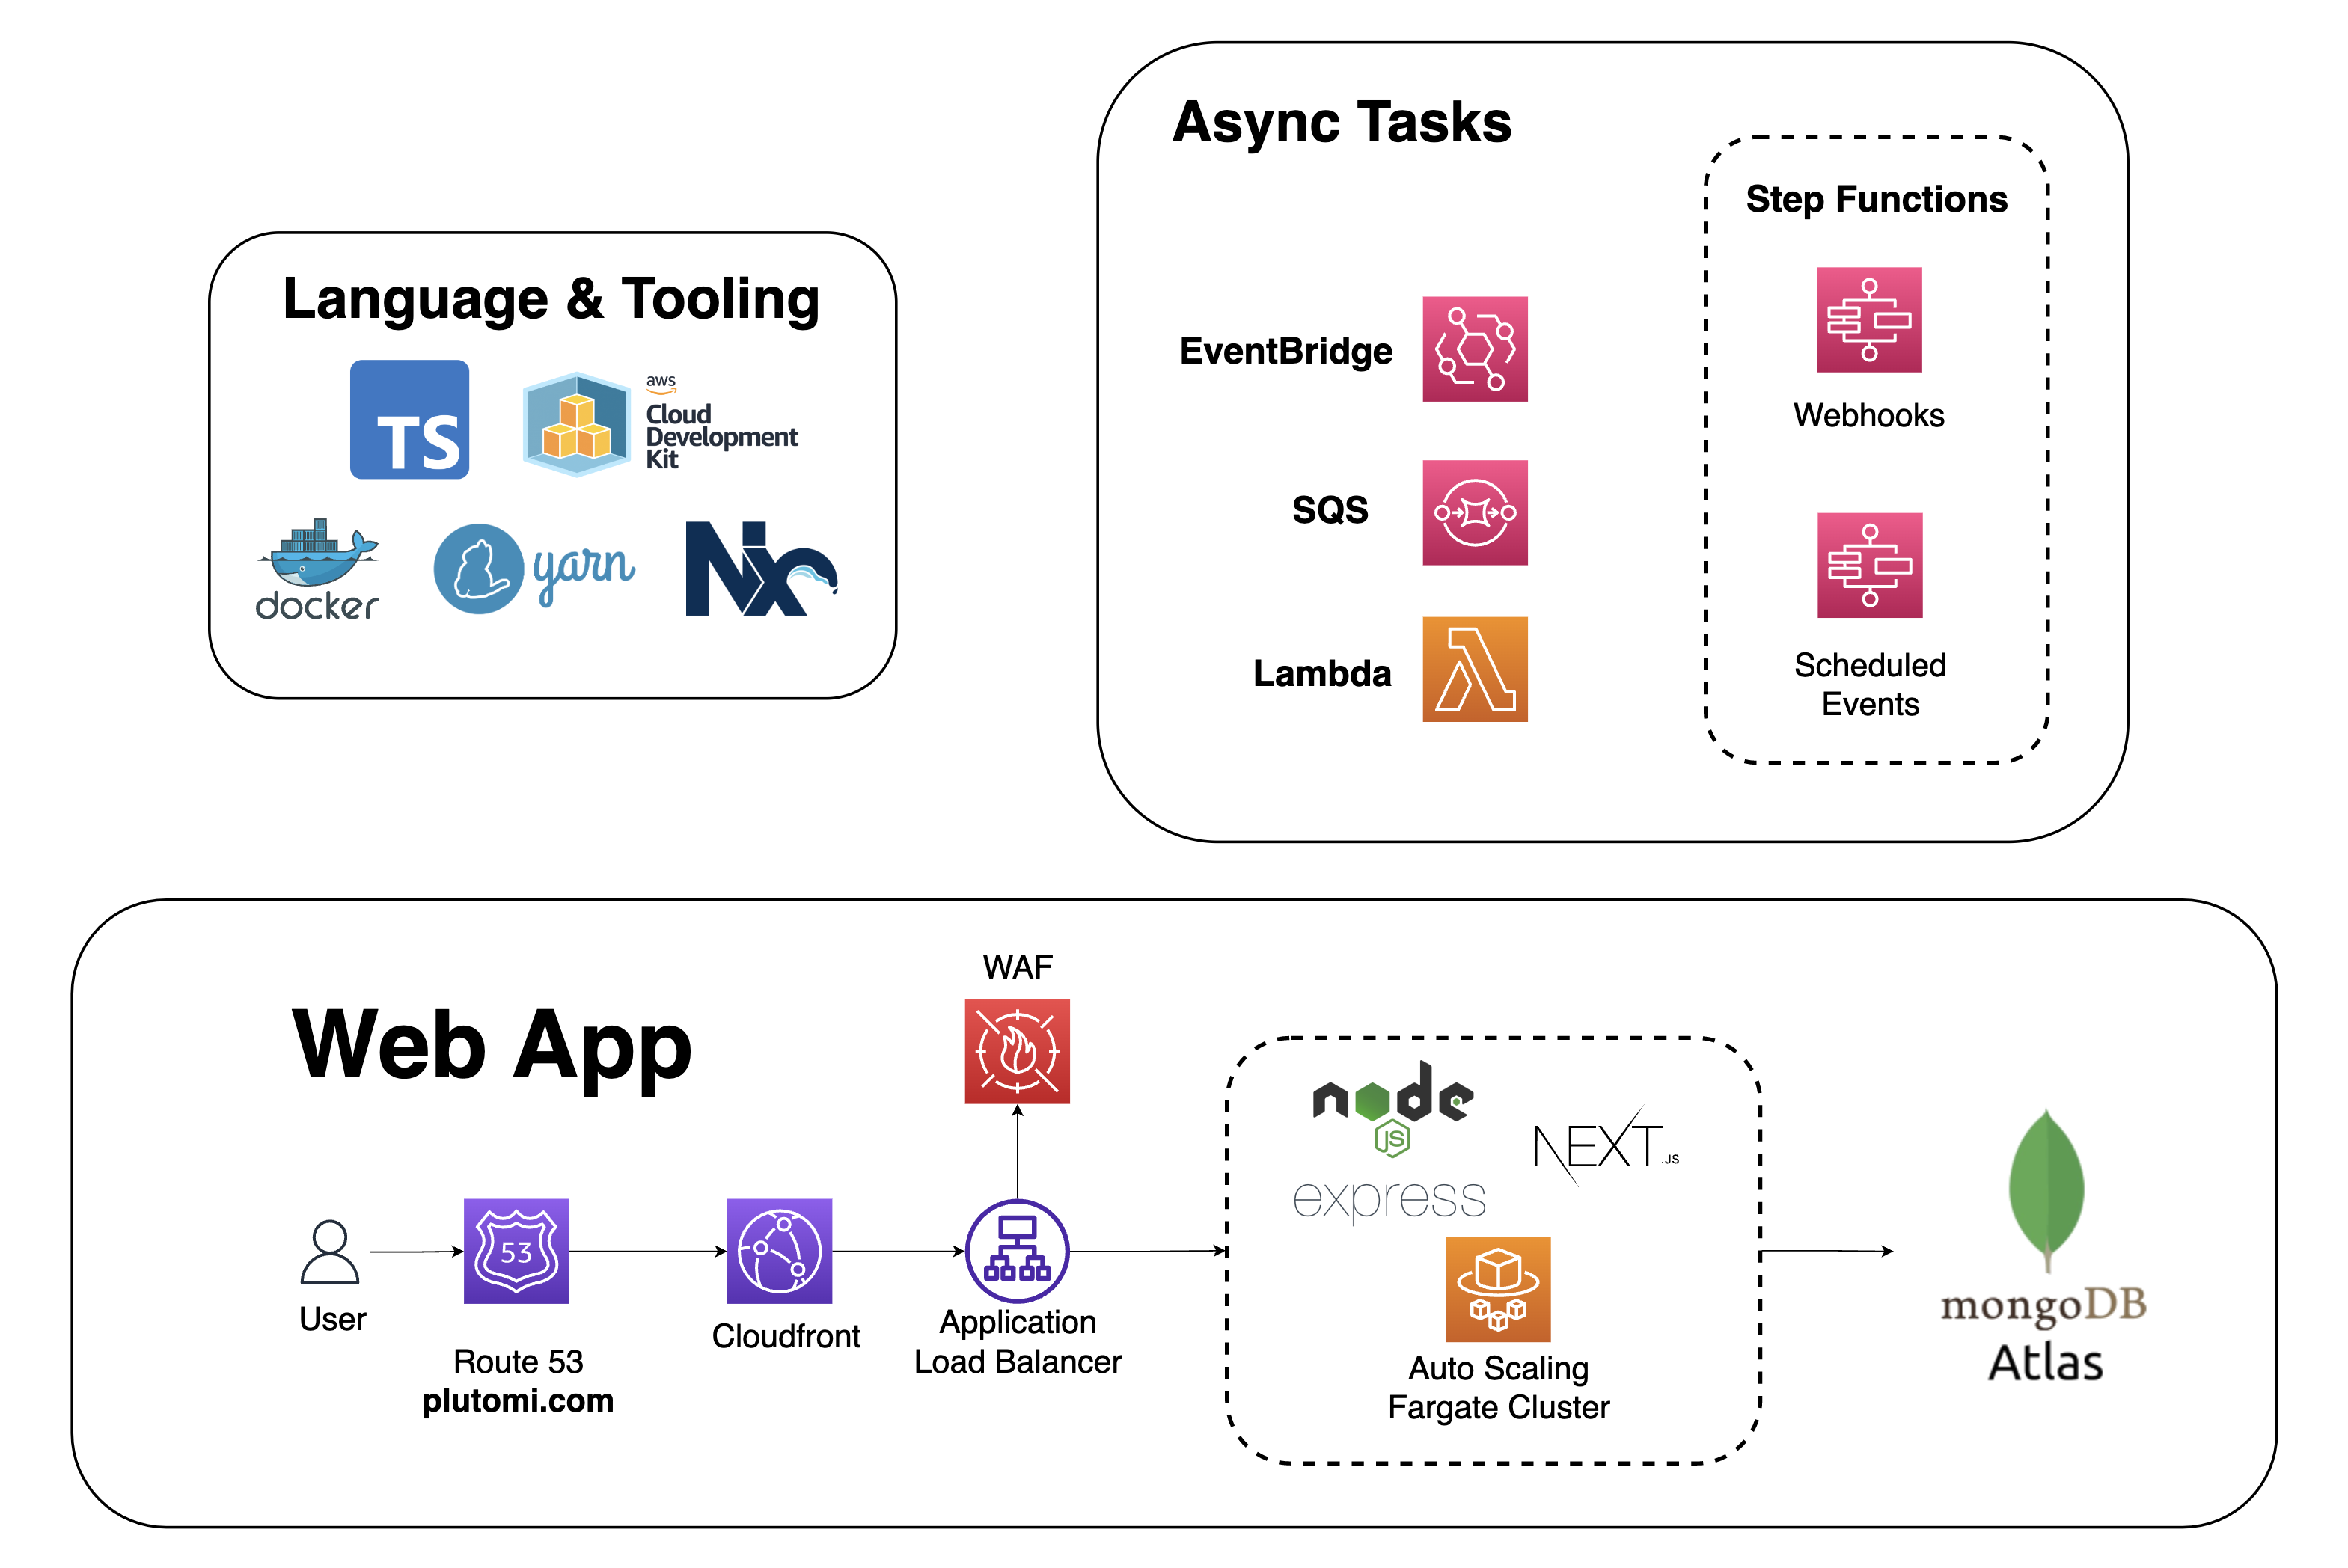 Async Tasks
Step Functions
EventBridge
Webhooks
SQS
Scheduled
Events
Lambda
Language & Tooling
TS
aws
Cloud
Development
Kit
docker
yarn
Nx
Web App
WAF
node
JS
express
NEXT.JS
53
User
Route 53
plutomi.com
Cloudfront
Application
Load Balancer
Auto Scaling
Fargate Cluster
mongoDB
Atlas